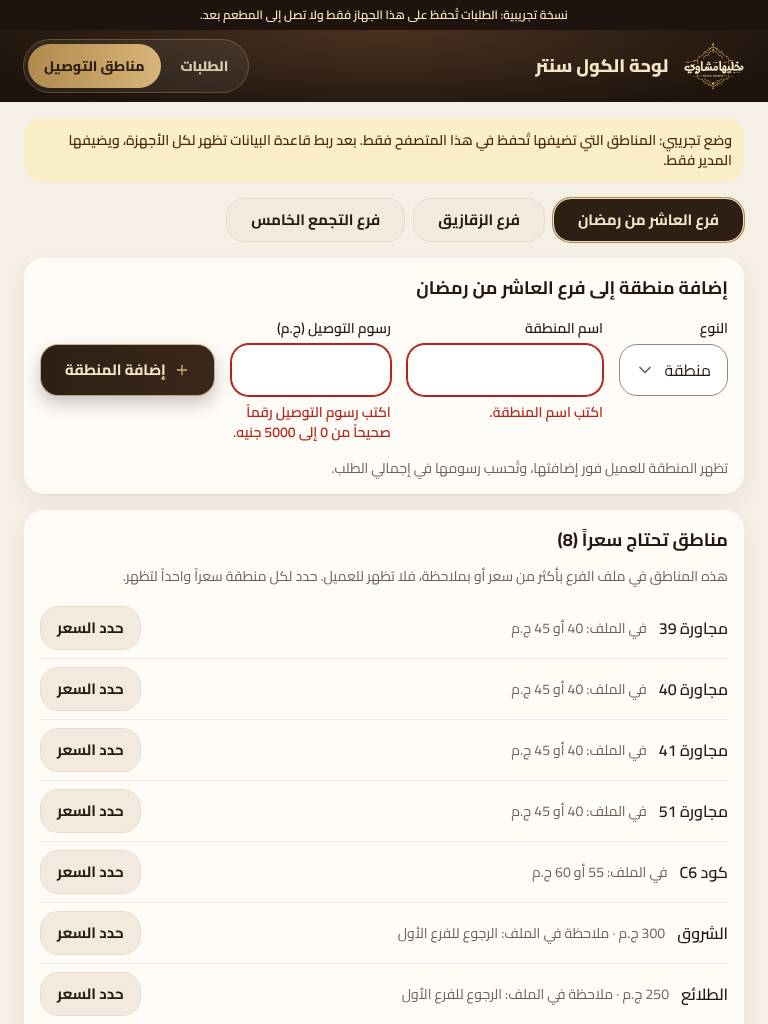 نسخة تجريبية: الطلبات تُحفظ على هذا الجهاز فقط ولا تصل إلى المطعم بعد.
خليها مشاوي
لوحة الكول سنتر
الطلبات
مناطق التوصيل
وضع تجريبي: المناطق التي تضيفها تُحفظ في هذا المتصفح فقط. بعد ربط قاعدة البيانات تظهر لكل الأجهزة، ويضيفها
المدير فقط.
فرع العاشر من رمضان
فرع الزقازيق
فرع التجمع الخامس
إضافة منطقة إلى فرع العاشر من رمضان
النوع
اسم المنطقة
رسوم التوصيل (ج.م)
منطقة
+ إضافة المنطقة
اكتب اسم المنطقة.
اكتب رسوم التوصيل رقماً
صحيحاً من 0 إلى 5000 جنيه.
تظهر المنطقة للعميل فور إضافتها، وتُحسب رسومها في إجمالي الطلب.
مناطق تحتاج سعراً (8)
هذه المناطق في ملف الفرع بأكثر من سعر أو بملاحظة، فلا تظهر للعميل. حدد لكل منطقة سعراً واحداً لتظهر.
مجاورة 39 في الملف: 40 أو 45 ج.م حدد السعر
مجاورة 40 في الملف: 40 أو 45 ج.م حدد السعر
مجاورة 41 في الملف: 40 أو 45 ج.م حدد السعر
مجاورة 51 في الملف: 40 أو 45 ج.م حدد السعر
كود C6 في الملف: 55 أو 60 ج.م حدد السعر
الشروق 300 ج.م · ملاحظة في الملف: الرجوع للفرع الأول حدد السعر
الطلائع 250 ج.م · ملاحظة في الملف: الرجوع للفرع الأول حدد السعر